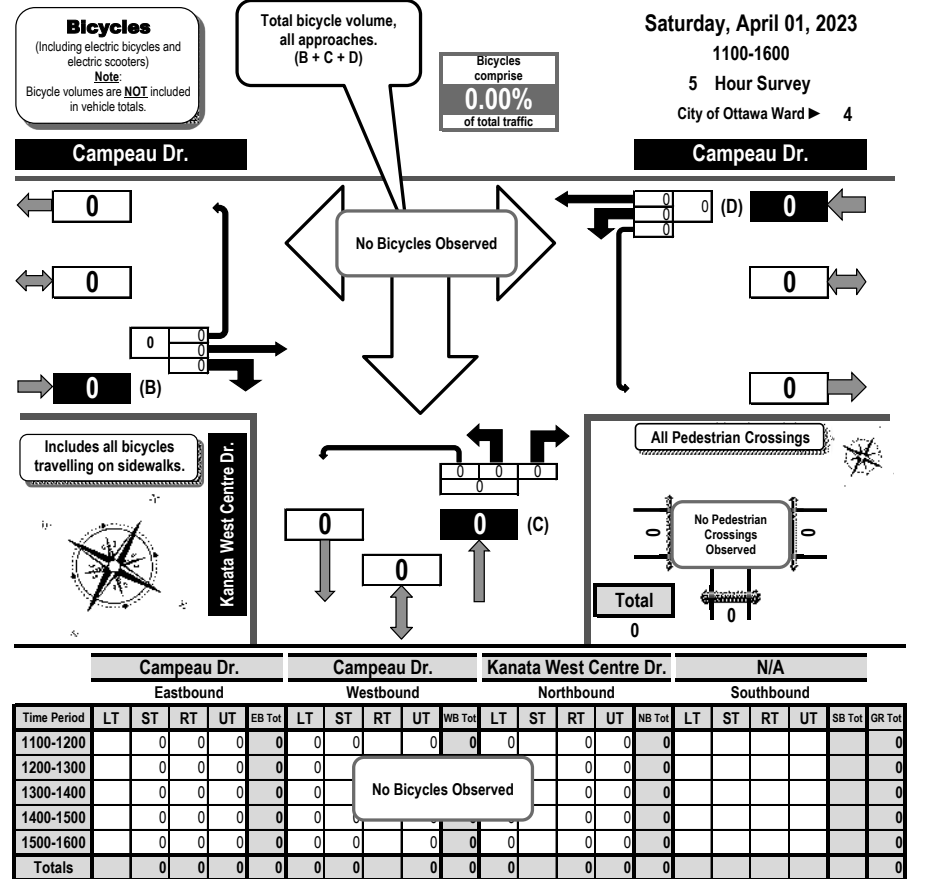 Bicycles
(Including electric bicycles and
electric scooters)
Note:
Bicycle volumes are NOT included
in vehicle totals.
Total bicycle volume,
all approaches.
(B + C + D)
Bicycles
comprise
0.00%
of total traffic
Saturday, April 01, 2023
1100-1600
5 Hour Survey
City of Ottawa Ward ► 4
Campeau Dr.
Campeau Dr.
0
No Bicycles Observed
0
0
0
0
(D)
0
0
0
0
0
0
0
0 (B)
0
Includes all bicycles
travelling on sidewalks.
Kanata West Centre Dr.
0 0 0
0
0
0 (C)
0
All Pedestrian Crossings
0
No Pedestrian
Crossings
Observed
0
0
Total
0
Campeau Dr. Campeau Dr. Kanata West Centre Dr. N/A
Eastbound Westbound Northbound Southbound
Time Period LT ST RT UT EB Tot LT ST RT UT WB Tot LT ST RT UT NB Tot LT ST RT UT SB Tot GR Tot
1100-1200 0 0 0 0 0 0 0 0 0 0 0 0 0
1200-1300 0 0 0 0 0 0 0 0 0 0
1300-1400 0 0 0 0 0 0 0 0 0 0
No Bicycles Observed
1400-1500 0 0 0 0 0 0 0 0 0 0 0 0 0
1500-1600 0 0 0 0 0 0 0 0 0 0 0 0 0
Totals 0 0 0 0 0 0 0 0 0 0 0 0 0